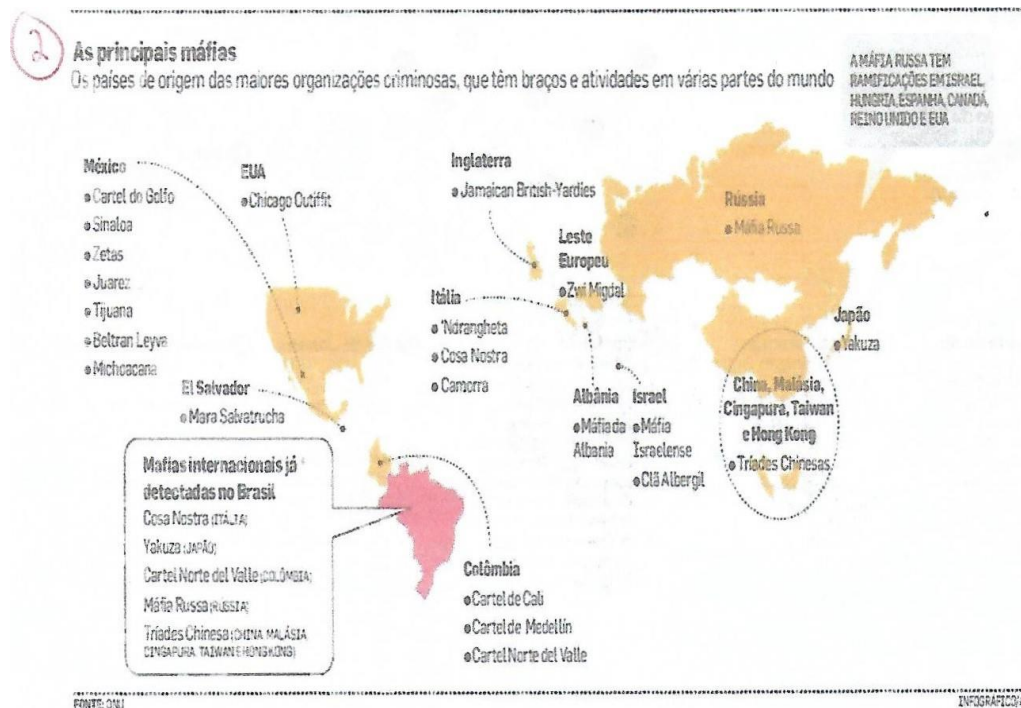 2
As principais máfias
Os países de origem das maiores organizações criminosas, que têm braços e atividades em várias partes do mundo
A MÁFIA RUSSA TEM
RAMIFICAÇÕES EM ISRAEL,
HUNGRIA, ESPANHA, CANADÁ,
REINO UNIDO E EUA
México
Cartel do Golfo
Sinaloa
Zetas
Juarez
Tijuana
Beltran Leyva
Michoacana
EUA
Chicago Outiffit
Inglaterra
Jamaican British-Yardies
Leste
Europeu
Zwi Migdal
Rússia
Máfia Russa
Itália
'Ndrangheta
Cosa Nostra
Camorra
Japão
Yakuza
El Salvador
Mara Salvatrucha
Albânia
Máfia da
Albania
Israel
Máfia
Israelense
Clã Albergil
China, Malásia,
Cingapura, Taiwan
e Hong Kong
Tríades Chinesas
Mafias internacionais já
detectadas no Brasil
Cosa Nostra (ITÁLIA)
Yakuza (JAPÃO)
Cartel Norte del Valle (COLÔMBIA)
Máfia Russa (RÚSSIA)
Tríades Chinesa (CHINA, MALÁSIA
CINGAPURA, TAIWAN E HONG KONG)
Colômbia
Cartel de Cali
Cartel de Medellín
Cartel Norte del Valle
FONTE: ONU
INFOGRÁFICO/